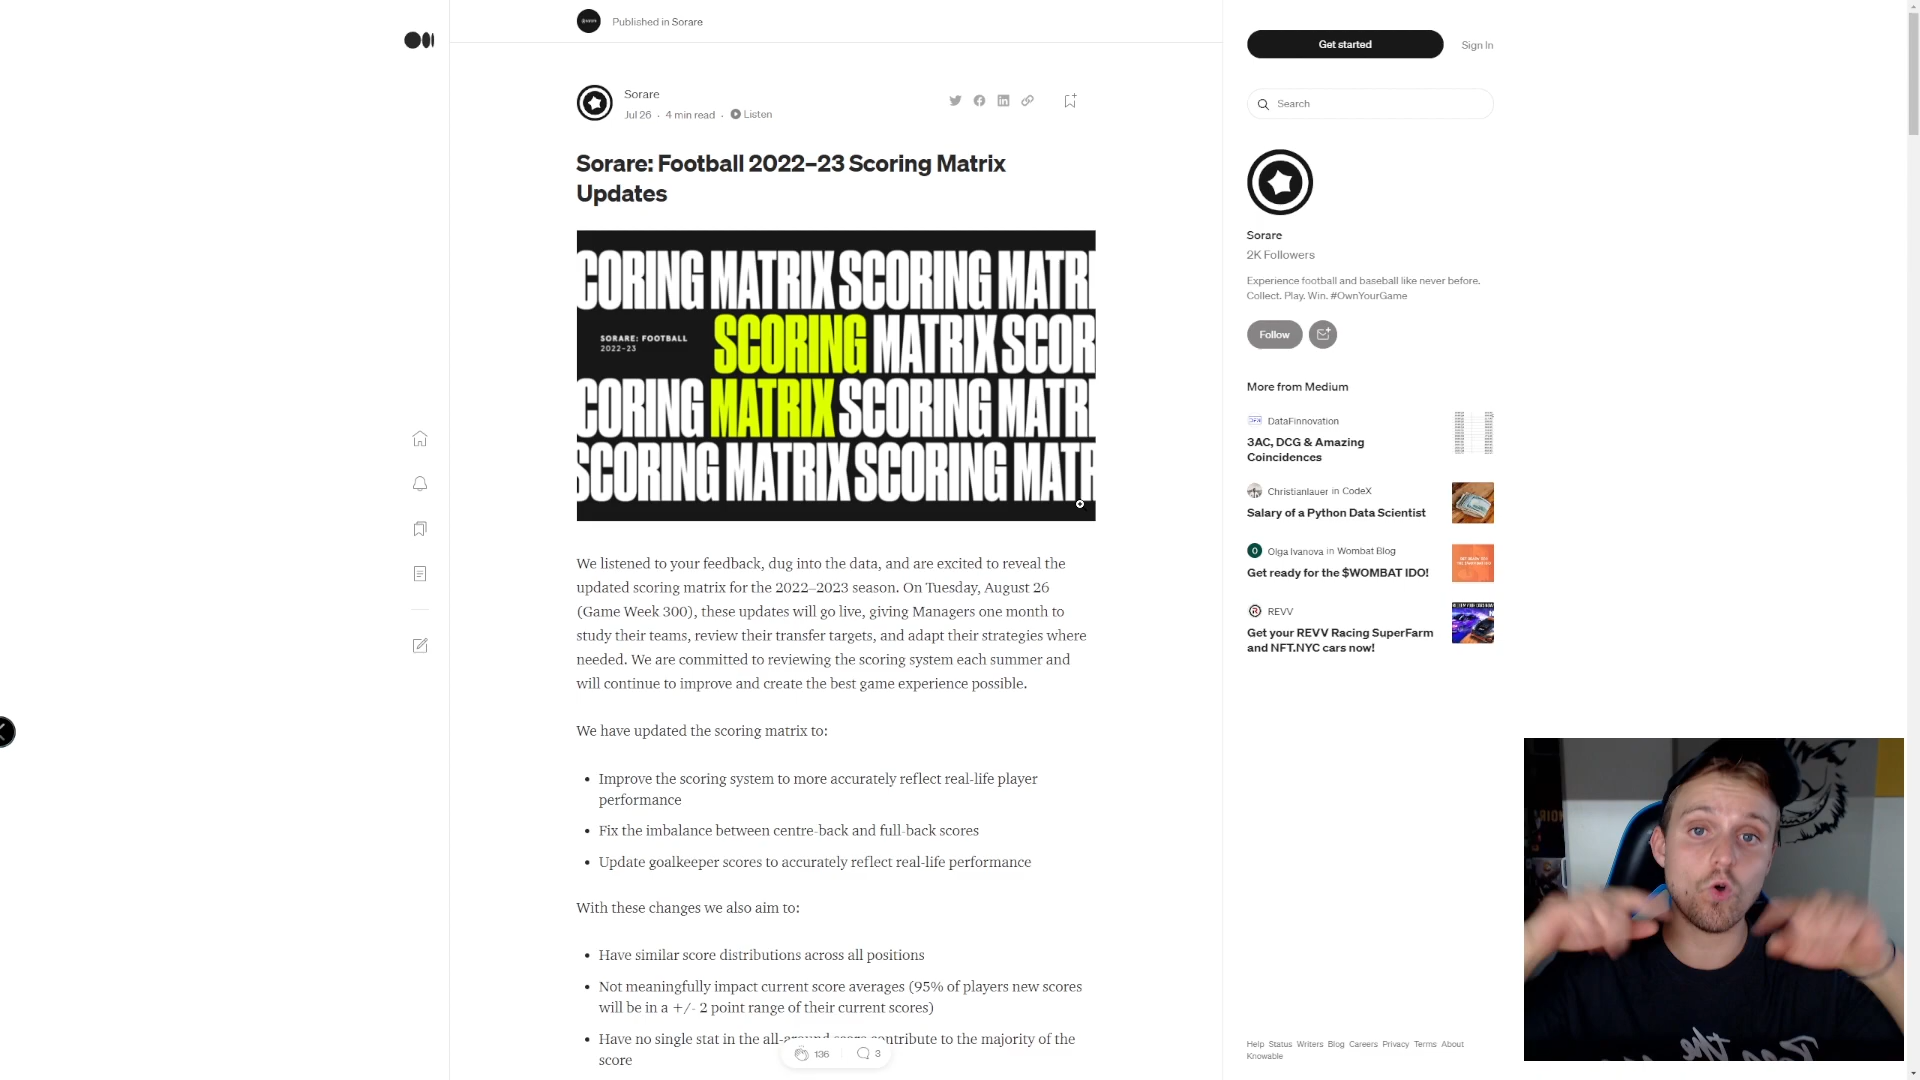 Published in Sorare
Get started
Sign In
Sorare
Jul 26 · 4 min read · Listen
Search
Sorare: Football 2022–23 Scoring Matrix
Updates
CORING MATRIX SCORING MATRI
SORARE: FOOTBALL
2022-23
SCORING MATRIX SCOR
CORING MATRIX SCORING MATRI
SCORING MATRIX SCORING MATR
We listened to your feedback, dug into the data, and are excited to reveal the
updated scoring matrix for the 2022–2023 season. On Tuesday, August 26
(Game Week 300), these updates will go live, giving Managers one month to
study their teams, review their transfer targets, and adapt their strategies where
needed. We are committed to reviewing the scoring system each summer and
will continue to improve and create the best game experience possible.
We have updated the scoring matrix to:
• Improve the scoring system to more accurately reflect real-life player
performance
• Fix the imbalance between centre-back and full-back scores
• Update goalkeeper scores to accurately reflect real-life performance
With these changes we also aim to:
• Have similar score distributions across all positions
• Not meaningfully impact current score averages (95% of players new scores
will be in a +/- 2 point range of their current scores)
• Have no single stat in the all-around score contribute to the majority of the
score
136
3
Sorare
2K Followers
Experience football and baseball like never before.
Collect. Play. Win. #OwnYourGame
Follow
More from Medium
DataFinnovation
3AC, DCG & Amazing
Coincidences
Christianlauer in CodeX
Salary of a Python Data Scientist
O
Olga Ivanova in Wombat Blog
Get ready for the $WOMBAT IDO!
REVV
Get your REVV Racing SuperFarm
and NFT.NYC cars now!
Help Status Writers Blog Careers Privacy Terms About
Knowable